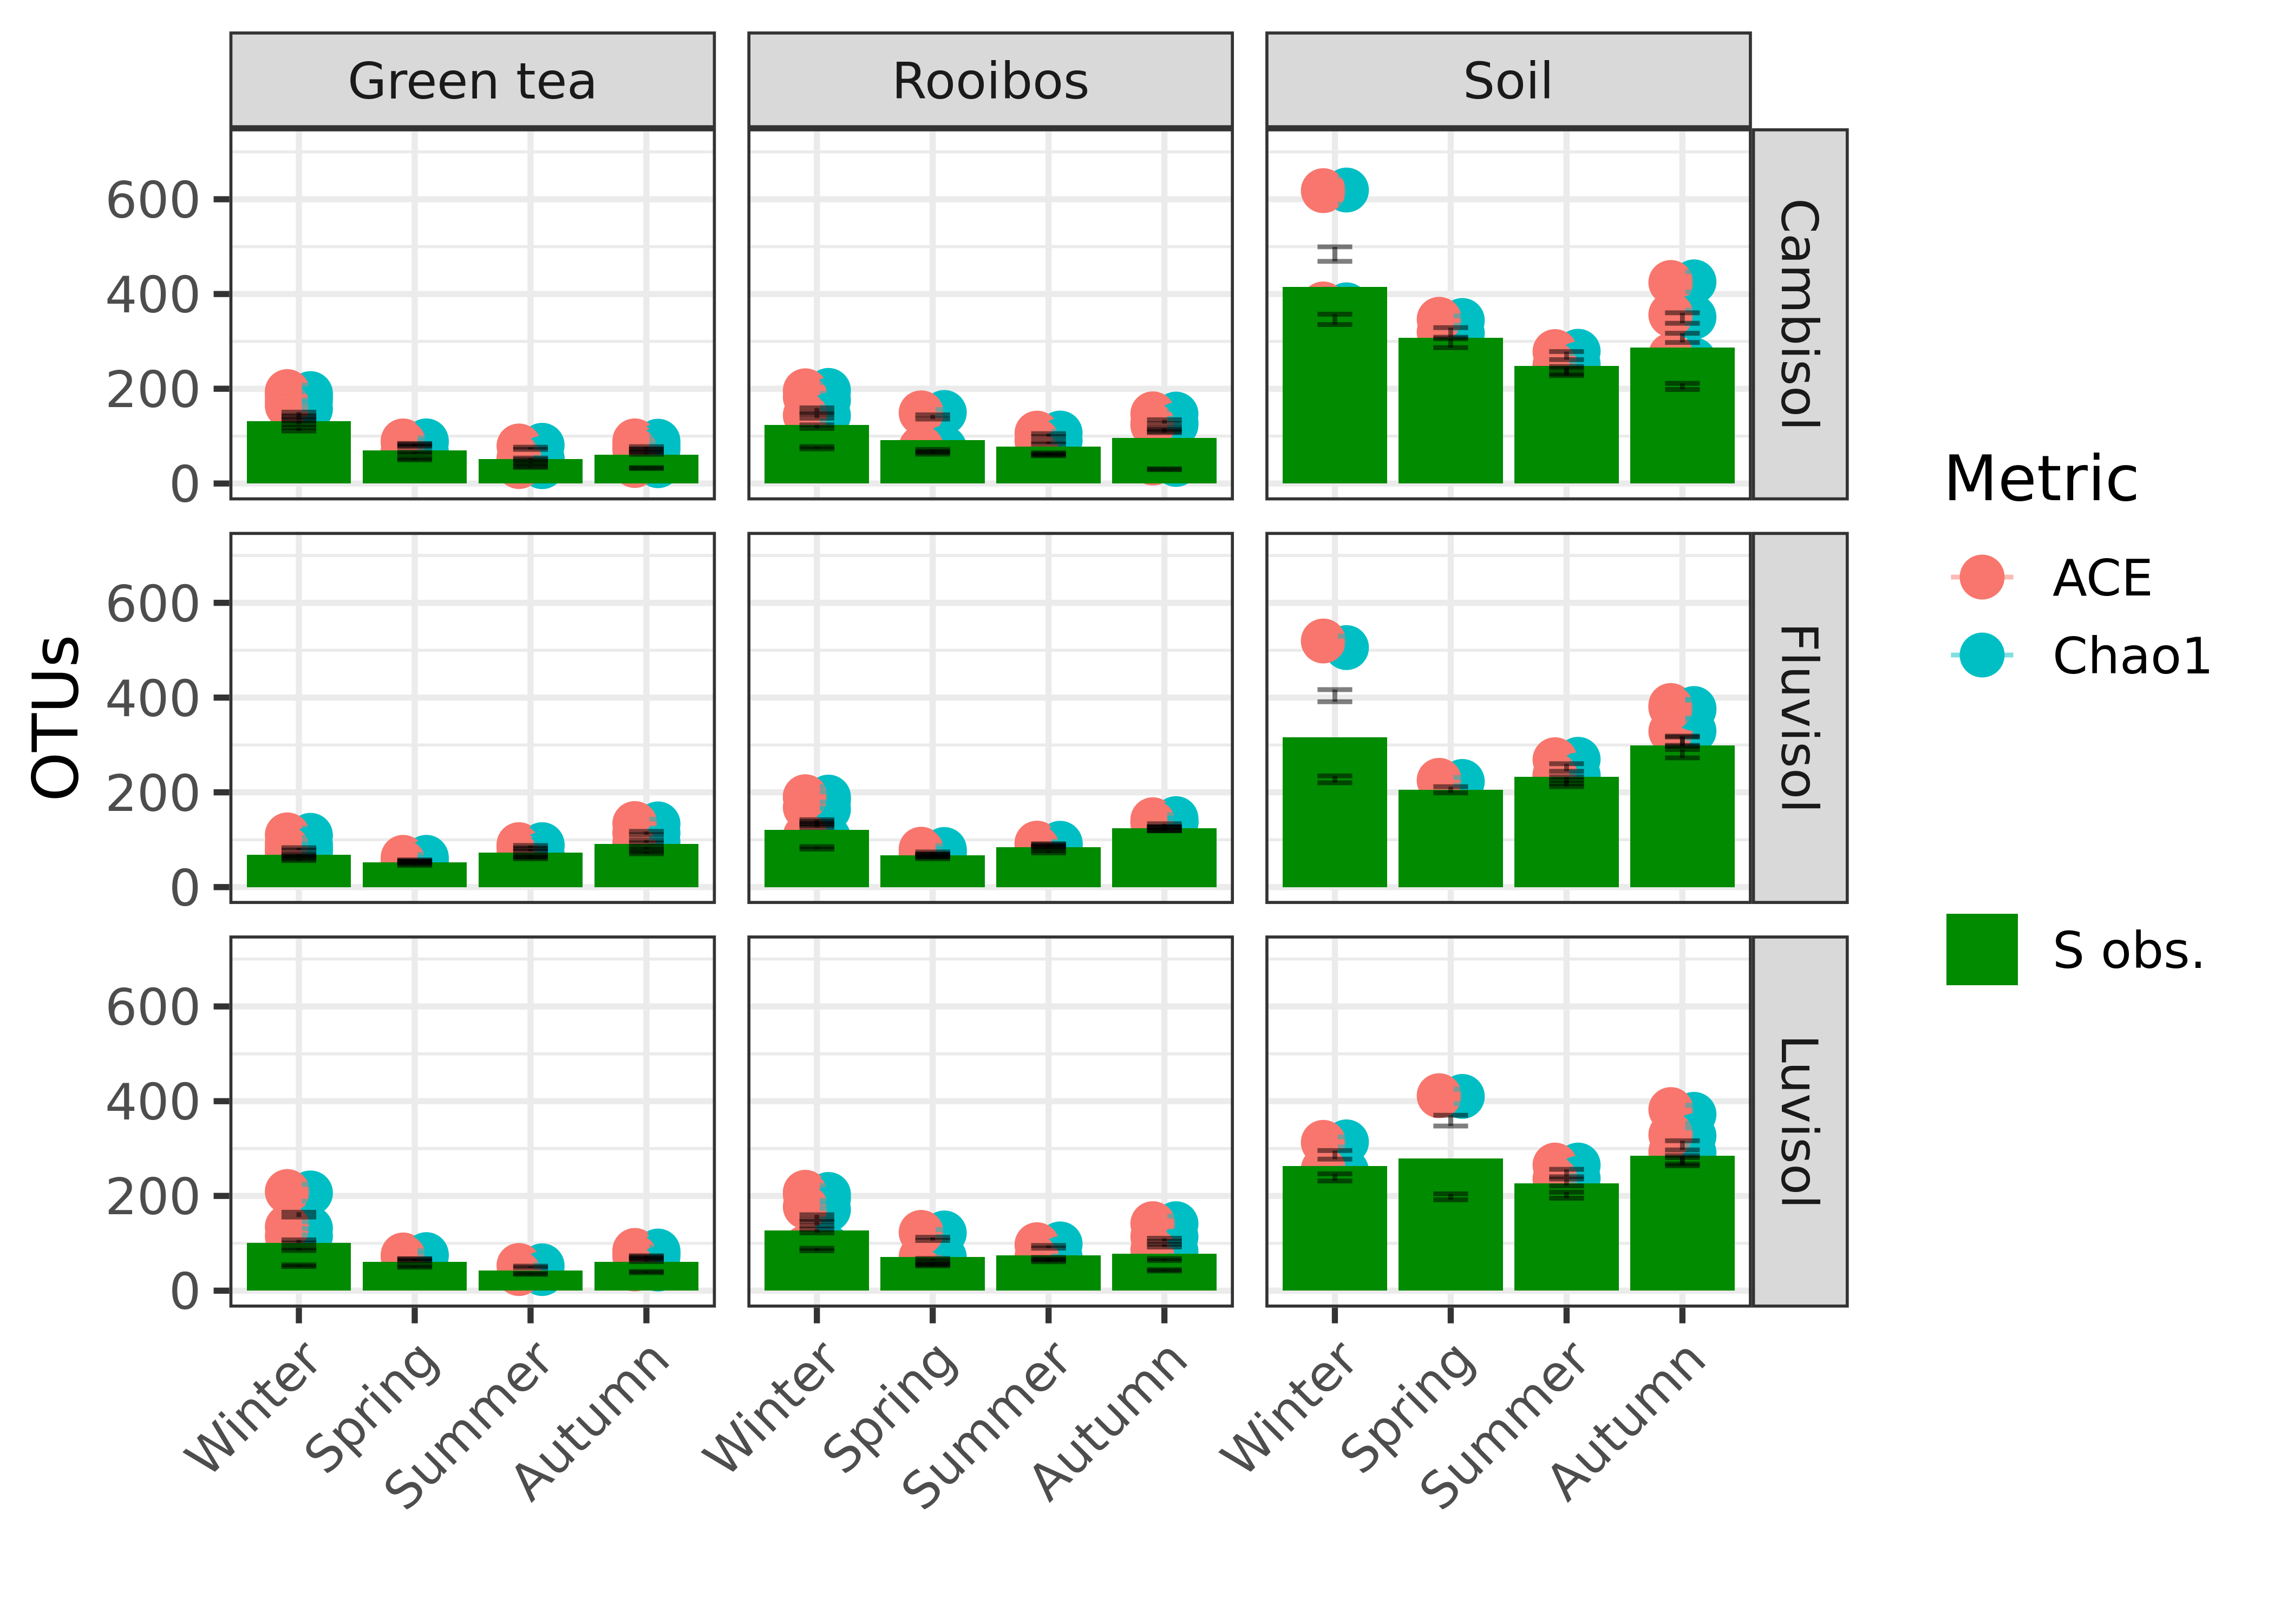 Green tea
Rooibos
Soil
OTUs
600
400
200
0
Cambisol
600
400
200
0
Fluvisol
600
400
200
0
Luvisol
Winter
Spring
Summer
Autumn
Winter
Spring
Summer
Autumn
Winter
Spring
Summer
Autumn
Metric
ACE
Chao1
S obs.